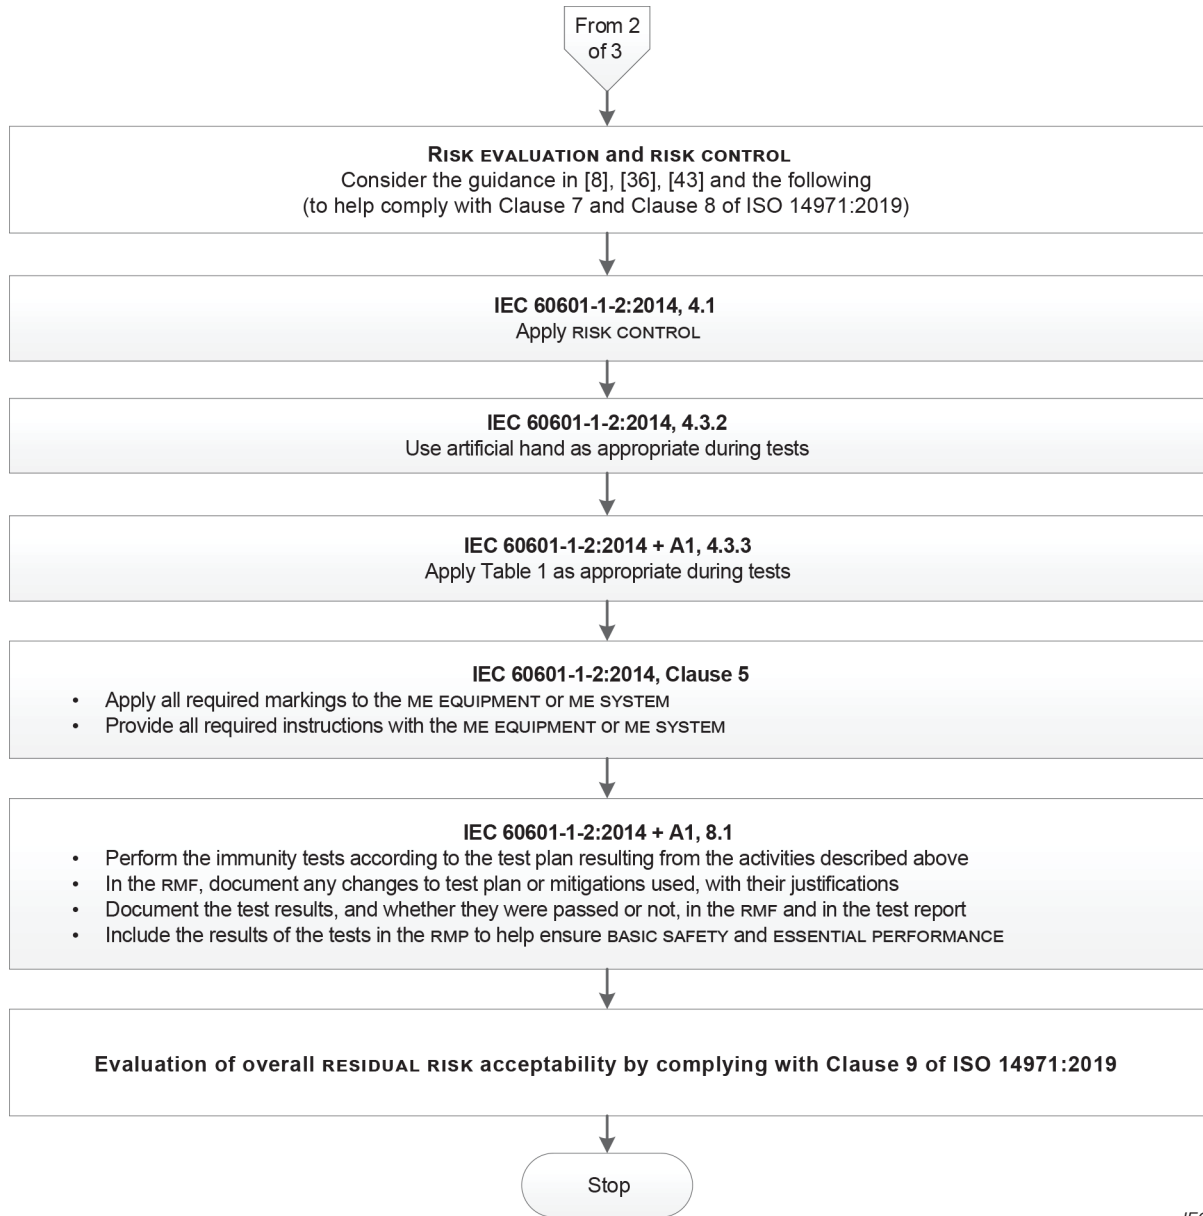 From 2
of 3
RISK EVALUATION and RISK CONTROL
Consider the guidance in [8], [36], [43] and the following
(to help comply with Clause 7 and Clause 8 of ISO 14971:2019)
IEC 60601-1-2:2014, 4.1
Apply RISK CONTROL
IEC 60601-1-2:2014, 4.3.2
Use artificial hand as appropriate during tests
IEC 60601-1-2:2014 + A1, 4.3.3
Apply Table 1 as appropriate during tests
IEC 60601-1-2:2014, Clause 5
• Apply all required markings to the ME EQUIPMENT or ME SYSTEM
• Provide all required instructions with the ME EQUIPMENT or ME SYSTEM
IEC 60601-1-2:2014 + A1, 8.1
• Perform the immunity tests according to the test plan resulting from the activities described above
• In the RMF, document any changes to test plan or mitigations used, with their justifications
• Document the test results, and whether they were passed or not, in the RMF and in the test report
• Include the results of the tests in the RMP to help ensure BASIC SAFETY and ESSENTIAL PERFORMANCE
Evaluation of overall RESIDUAL RISK acceptability by complying with Clause 9 of ISO 14971:2019
Stop